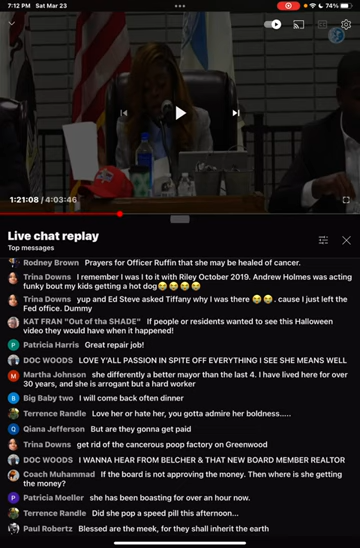 7:12 PM Sat Mar 23
74%
1:21:08 / 4:03:46
Live chat replay
Top messages
Rodney Brown Prayers for Officer Ruffin that she may be healed of cancer.
Trina Downs I remember I was I to it with Riley October 2019. Andrew Holmes was acting
funky bout my kids getting a hot dog😂😂😂😂
Trina Downs yup and Ed Steve asked Tiffany why I was there 😂😂. cause I just left the
Fed office. Dummy
KAT FRAN "Out of tha SHADE" If people or residents wanted to see this Halloween
video they would have when it happened!
P Patricia Harris Great repair job!
DOC WOODS LOVE Y'ALL PASSION IN SPITE OFF EVERYTHING I SEE SHE MEANS WELL
M Martha Johnson she differently a better mayor than the last 4. I have lived here for over
30 years, and she is arrogant but a hard worker
B Big Baby two I will come back often dinner
Terrence Randle Love her or hate her, you gotta admire her boldness.....
Qiana Jefferson But are they gonna get paid
Trina Downs get rid of the cancerous poop factory on Greenwood
DOC WOODS I WANNA HEAR FROM BELCHER & THAT NEW BOARD MEMBER REALTOR
Coach Muhammad If the board is not approving the money. Then where is she getting
the money?
P Patricia Moeller she has been boasting for over an hour now.
Terrence Randle Did she pop a speed pill this afternoon...
Paul Robertz Blessed are the meek, for they shall inherit the earth